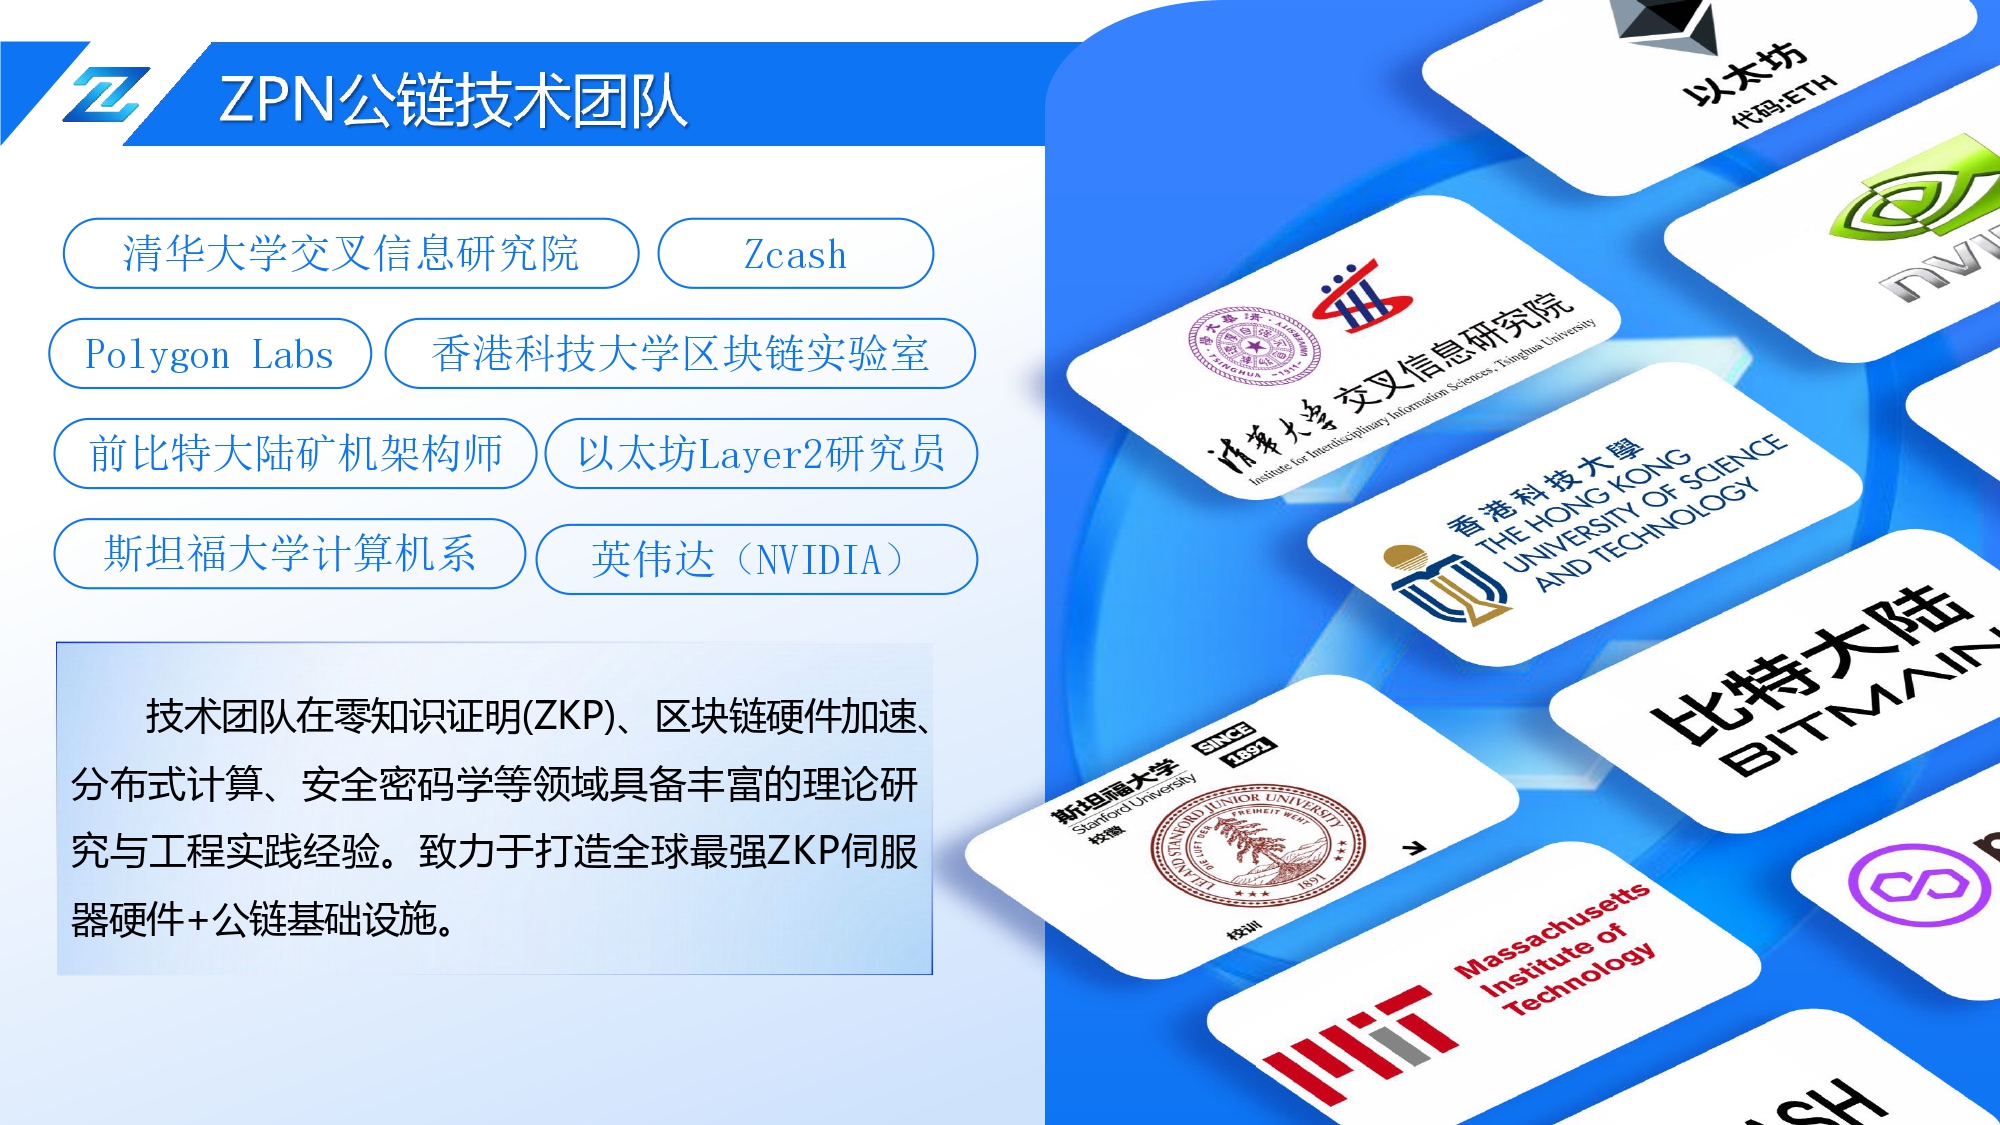 ZPN公链技术团队
清华大学交叉信息研究院
Zcash
Polygon Labs
香港科技大学区块链实验室
前比特大陆矿机架构师
以太坊Layer2研究员
斯坦福大学计算机系
英伟达（NVIDIA）
技术团队在零知识证明(ZKP)、区块链硬件加速、
分布式计算、安全密码学等领域具备丰富的理论研
究与工程实践经验。致力于打造全球最强ZKP伺服
器硬件+公链基础设施。
以太坊
代码:ETH
清華大学
交叉信息研究院
Institute for Interdisciplinary Information Sciences, Tsinghua University
TSINGHUA
UNIVERSITY
1911
香港科技大學
THE HONG KONG
UNIVERSITY OF SCIENCE
AND TECHNOLOGY
比特大陆
BITMAIN
SINCE
1891
斯坦福大学
Stanford University
校徽
LELAND STANFORD JUNIOR UNIVERSITY
DIE LUFT DER FREIHEIT WEHT
1891
校训
MIT
Massachusetts
Institute of
Technology